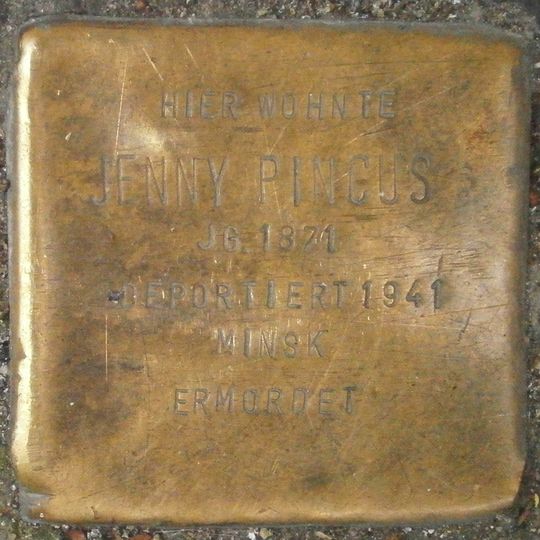 HIER WOHNTE
JENNY PINCUS
JG. 1871
DEPORTIERT 1941
MINSK
ERMORDET